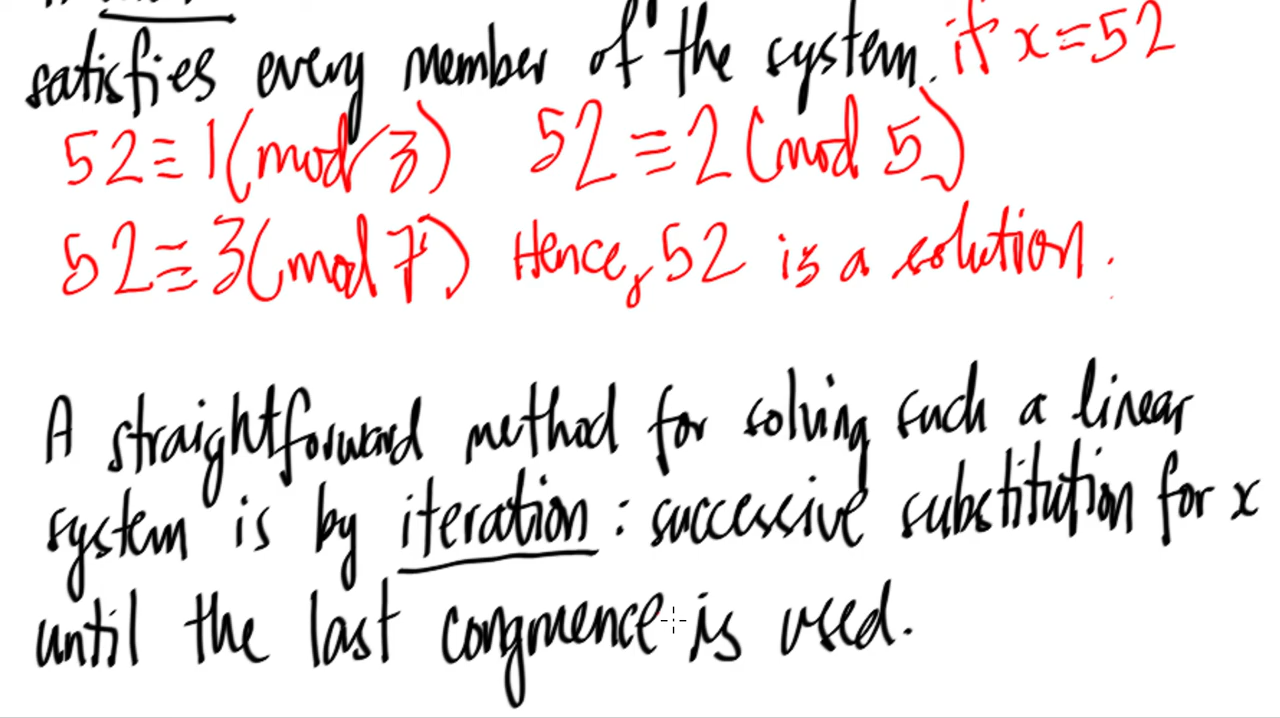 satisfies every member of the system. if x=52
52≡1(mod 3) 52≡2(mod 5)
52≡3(mod 7) Hence, 52 is a solution.
A straightforward method for solving such a linear
system is by iteration: successive substitution for x
until the last congruence is used.